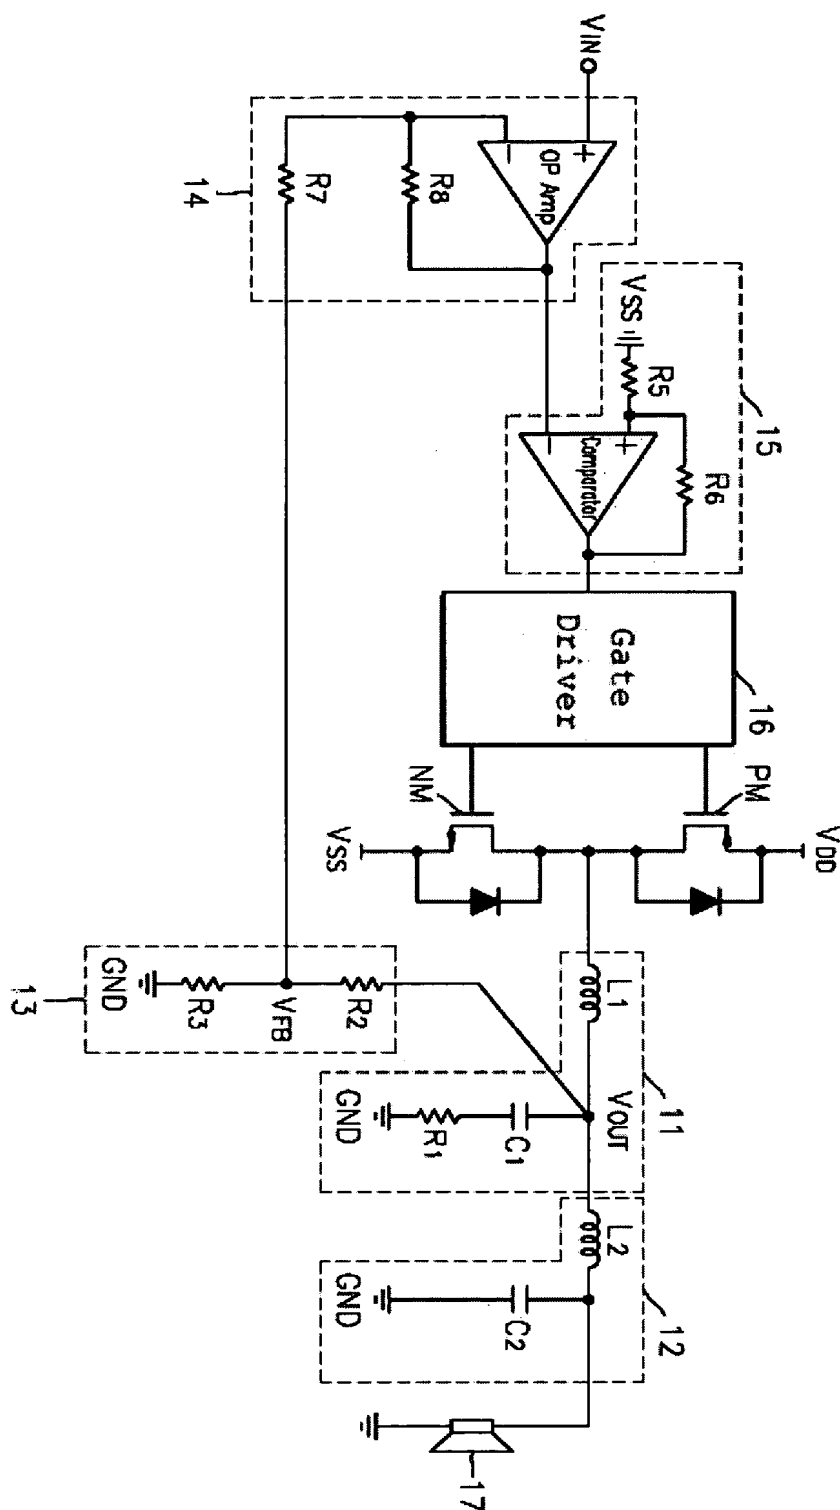 VIN
14
R7
R8
OP Amp
+
−
15
VSS
R5
R6
Comparator
+
−
Gate
Driver
16
NM
PM
VSS
VDD
13
GND
R3
VFB
R2
11
L1
VOUT
GND
R1
C1
12
L2
GND
C2
17